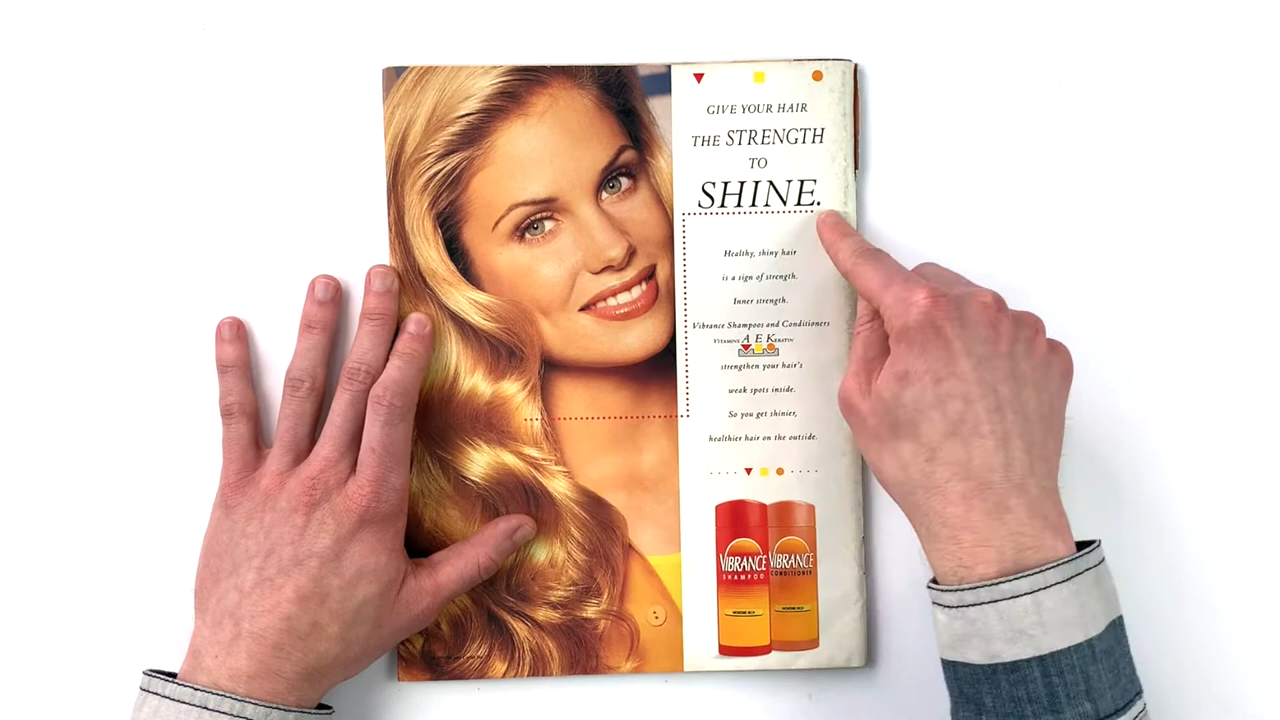 GIVE YOUR HAIR
THE STRENGTH
TO
SHINE.
Healthy, shiny hair
is a sign of strength.
Inner strength.
Vibrance Shampoos and Conditioners
VITAMINS A E KERATIN
strengthen your hair's
weak spots inside.
So you get shinier,
healthier hair on the outside.
VIBRANCE
SHAMPOO
VIBRANCE
CONDITIONER